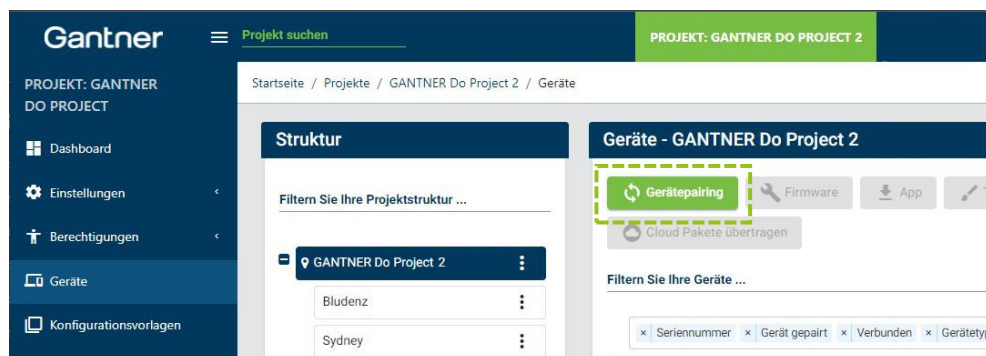 Gantner
Projekt suchen
PROJEKT: GANTNER DO PROJECT 2
PROJEKT: GANTNER
DO PROJECT
Dashboard
Einstellungen
Berechtigungen
Geräte
Konfigurationsvorlagen
Startseite / Projekte / GANTNER Do Project 2 / Geräte
Struktur
Filtern Sie Ihre Projektstruktur ...
GANTNER Do Project 2
Bludenz
Sydney
Geräte - GANTNER Do Project 2
Gerätepairing
Firmware
App
Cloud Pakete übertragen
Filtern Sie Ihre Geräte ...
× Seriennummer × Gerät gepairt × Verbunden × Gerätety